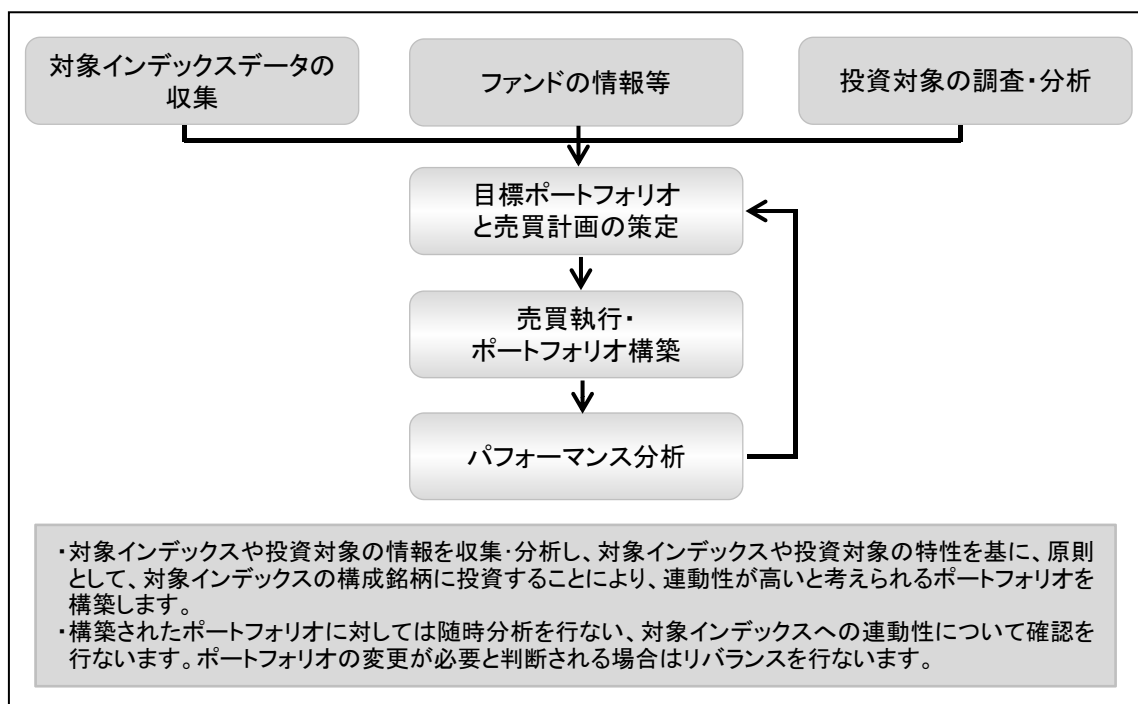 対象インデックスデータの
収集
ファンドの情報等
投資対象の調査・分析
目標ポートフォリオ
と売買計画の策定
売買執行・
ポートフォリオ構築
パフォーマンス分析
・対象インデックスや投資対象の情報を収集・分析し、対象インデックスや投資対象の特性を基に、原則
として、対象インデックスの構成銘柄に投資することにより、連動性が高いと考えられるポートフォリオを
構築します。
・構築されたポートフォリオに対しては随時分析を行ない、対象インデックスへの連動性について確認を
行ないます。ポートフォリオの変更が必要と判断される場合はリバランスを行ないます。